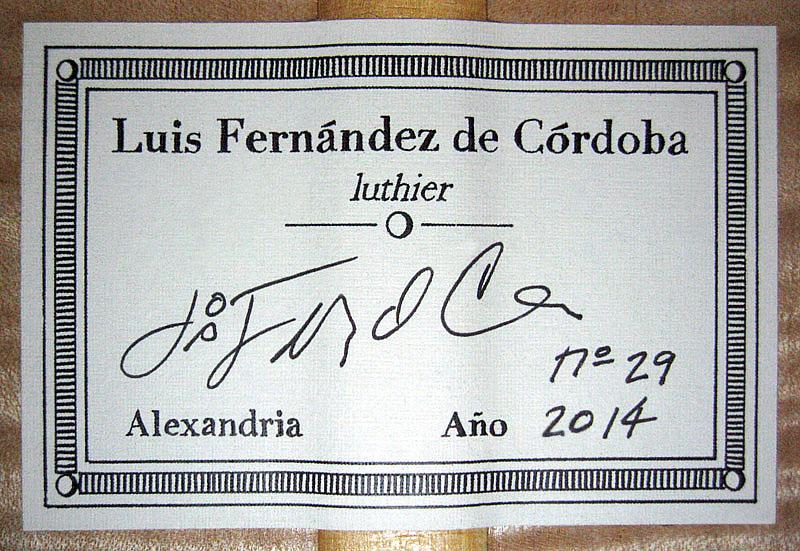 Luis Fernández de Córdoba
luthier
nº 29
Alexandria Año 2014